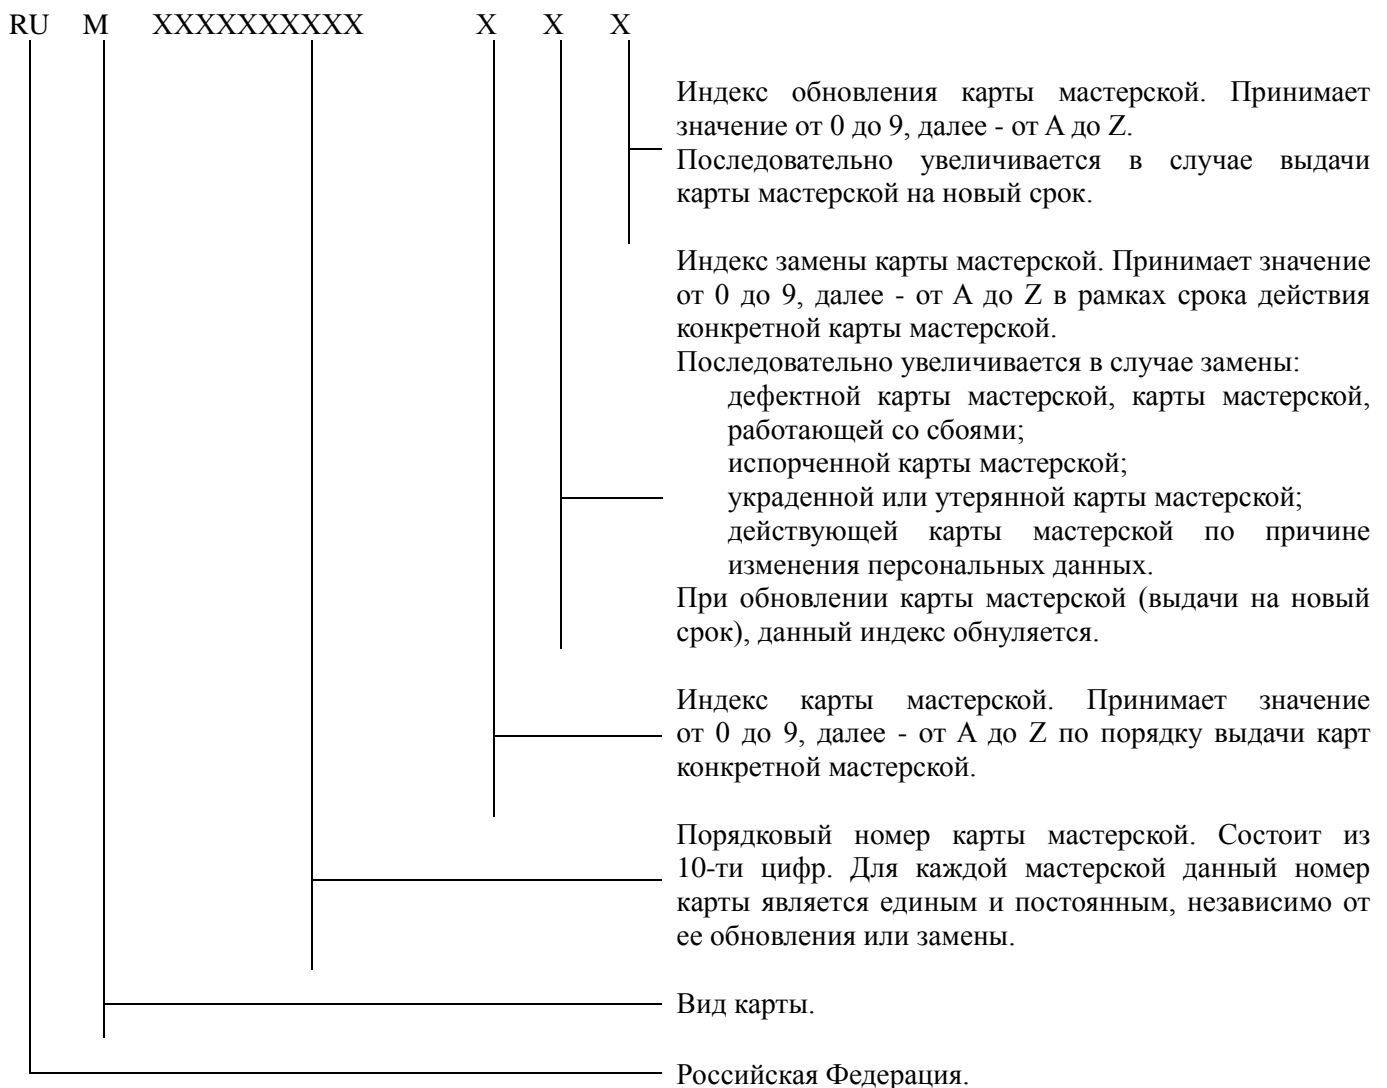 RU M XXXXXXXXXX X X X
Индекс обновления карты мастерской. Принимает
значение от 0 до 9, далее - от A до Z.
Последовательно увеличивается в случае выдачи
карты мастерской на новый срок.
Индекс замены карты мастерской. Принимает значение
от 0 до 9, далее - от A до Z в рамках срока действия
конкретной карты мастерской.
Последовательно увеличивается в случае замены:
дефектной карты мастерской, карты мастерской,
работающей со сбоями;
испорченной карты мастерской;
украденной или утерянной карты мастерской;
действующей карты мастерской по причине
изменения персональных данных.
При обновлении карты мастерской (выдачи на новый
срок), данный индекс обнуляется.
Индекс карты мастерской. Принимает значение
от 0 до 9, далее - от A до Z по порядку выдачи карт
конкретной мастерской.
Порядковый номер карты мастерской. Состоит из
10-ти цифр. Для каждой мастерской данный номер
карты является единым и постоянным, независимо от
ее обновления или замены.
Вид карты.
Российская Федерация.